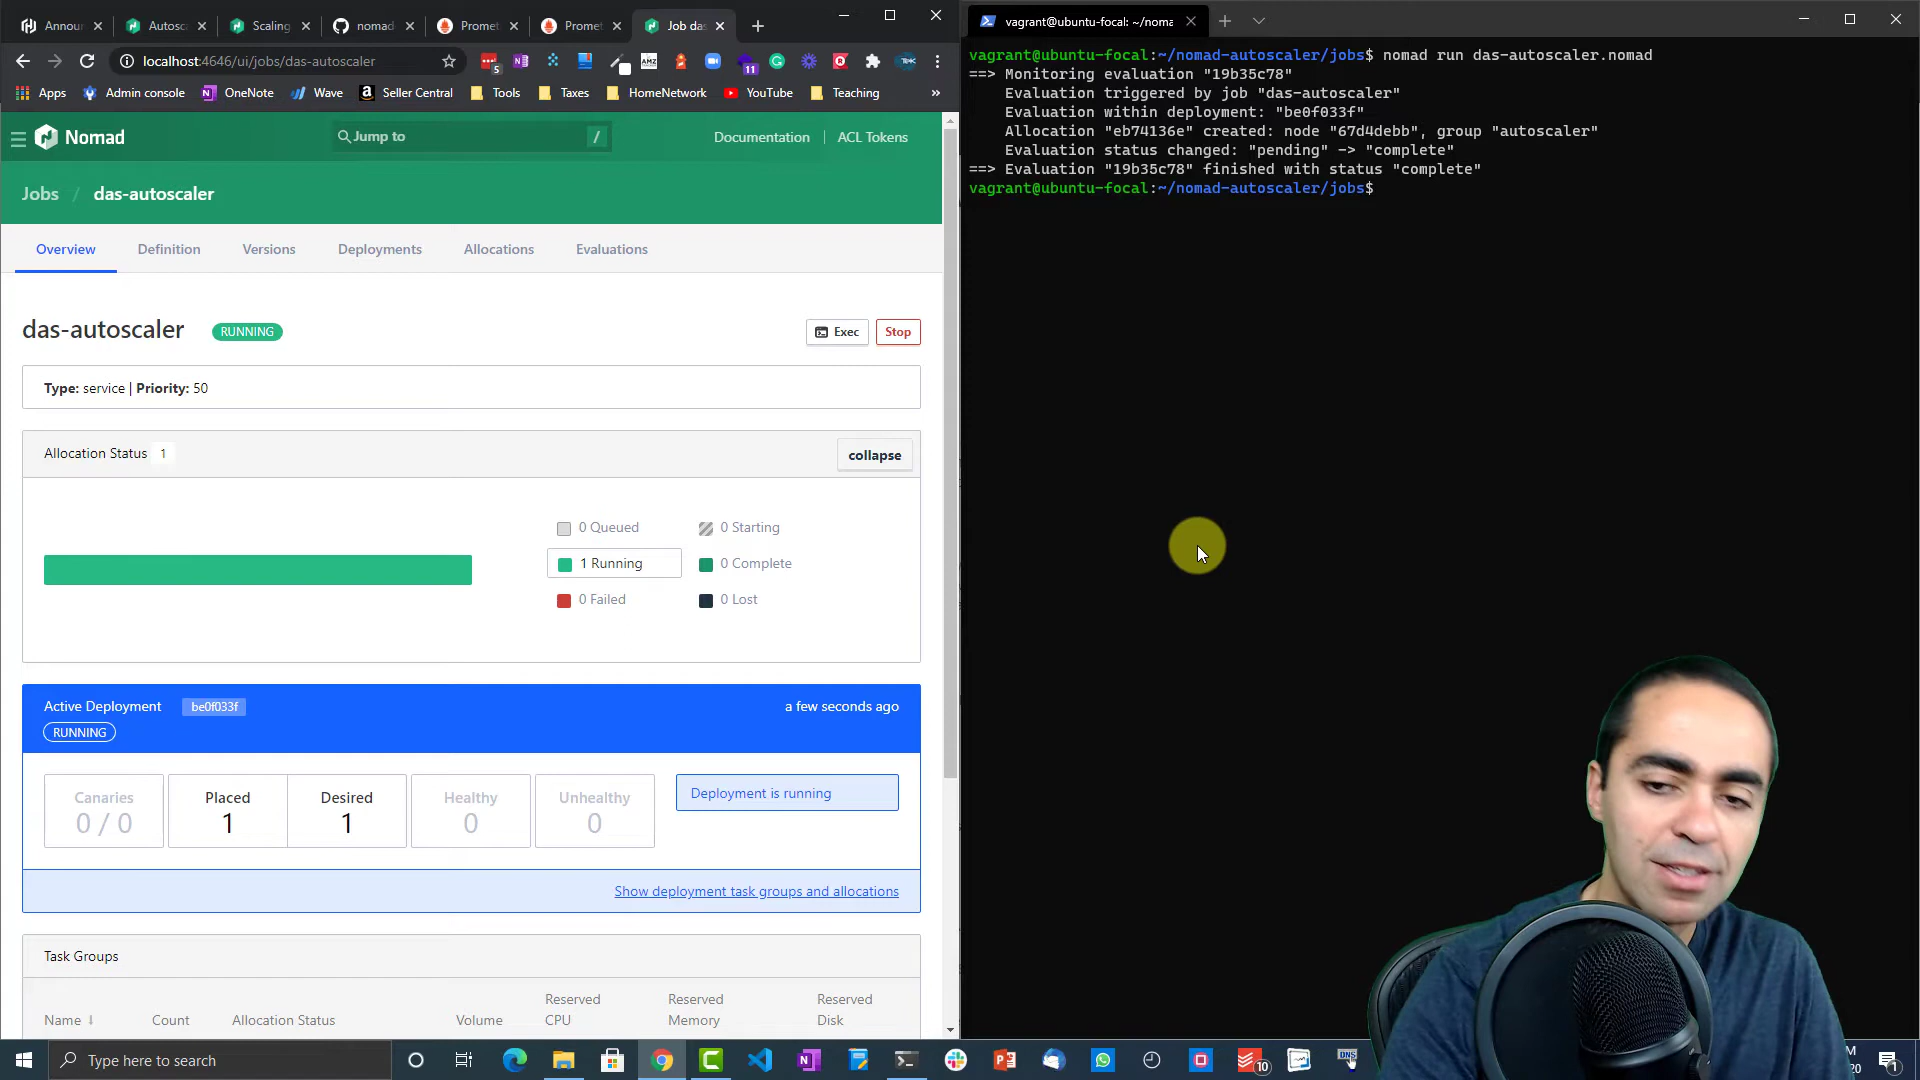 Annou
Autosc
Scaling
nomad
Promet
Promet
Job das
localhost:4646/ui/jobs/das-autoscaler
5
11
Apps
Admin console
OneNote
Wave
Seller Central
Tools
Taxes
HomeNetwork
YouTube
Teaching
»
Nomad
Jump to
/
Documentation
ACL Tokens
Jobs / das-autoscaler
Overview
Definition
Versions
Deployments
Allocations
Evaluations
das-autoscaler
RUNNING
Exec
Stop
Type: service | Priority: 50
Allocation Status 1
collapse
0 Queued
0 Starting
1 Running
0 Complete
0 Failed
0 Lost
Active Deployment be0f033f
a few seconds ago
RUNNING
Canaries
0 / 0
Placed
1
Desired
1
Healthy
0
Unhealthy
0
Deployment is running
Show deployment task groups and allocations
Task Groups
Name
Count
Allocation Status
Volume
Reserved CPU
Reserved Memory
Reserved Disk
vagrant@ubuntu-focal: ~/noma
vagrant@ubuntu-focal:~/nomad-autoscaler/jobs$ nomad run das-autoscaler.nomad
==> Monitoring evaluation "19b35c78"
Evaluation triggered by job "das-autoscaler"
Evaluation within deployment: "be0f033f"
Allocation "eb74136e" created: node "67d4debb", group "autoscaler"
Evaluation status changed: "pending" -> "complete"
==> Evaluation "19b35c78" finished with status "complete"
vagrant@ubuntu-focal:~/nomad-autoscaler/jobs$
Type here to search
10
DNS
M
20
1